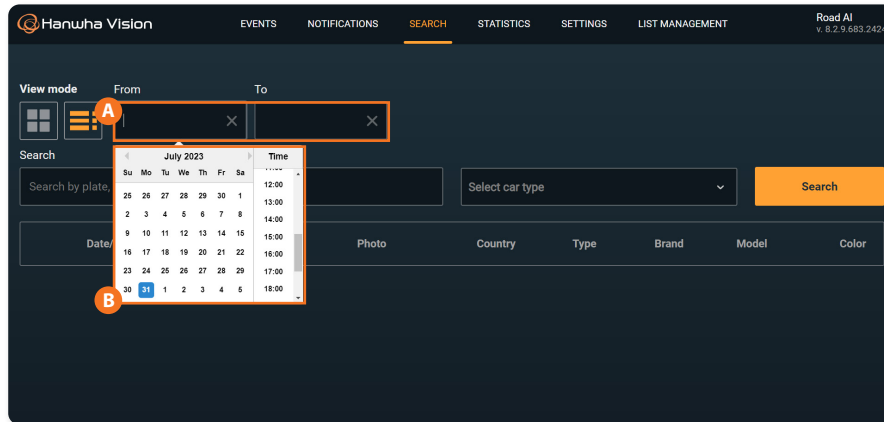 Hanwha Vision
EVENTS
NOTIFICATIONS
SEARCH
STATISTICS
SETTINGS
LIST MANAGEMENT
Road AI
v. 8.2.9.683.2424
View mode
From
To
A
Search
Search by plate,
Select car type
Search
July 2023
Time
Su Mo Tu We Th Fr Sa
25 26 27 28 29 30 1
2 3 4 5 6 7 8
9 10 11 12 13 14 15
16 17 18 19 20 21 22
23 24 25 26 27 28 29
30 31 1 2 3 4 5
12:00
13:00
14:00
15:00
16:00
17:00
18:00
B
Date/
Photo
Country
Type
Brand
Model
Color